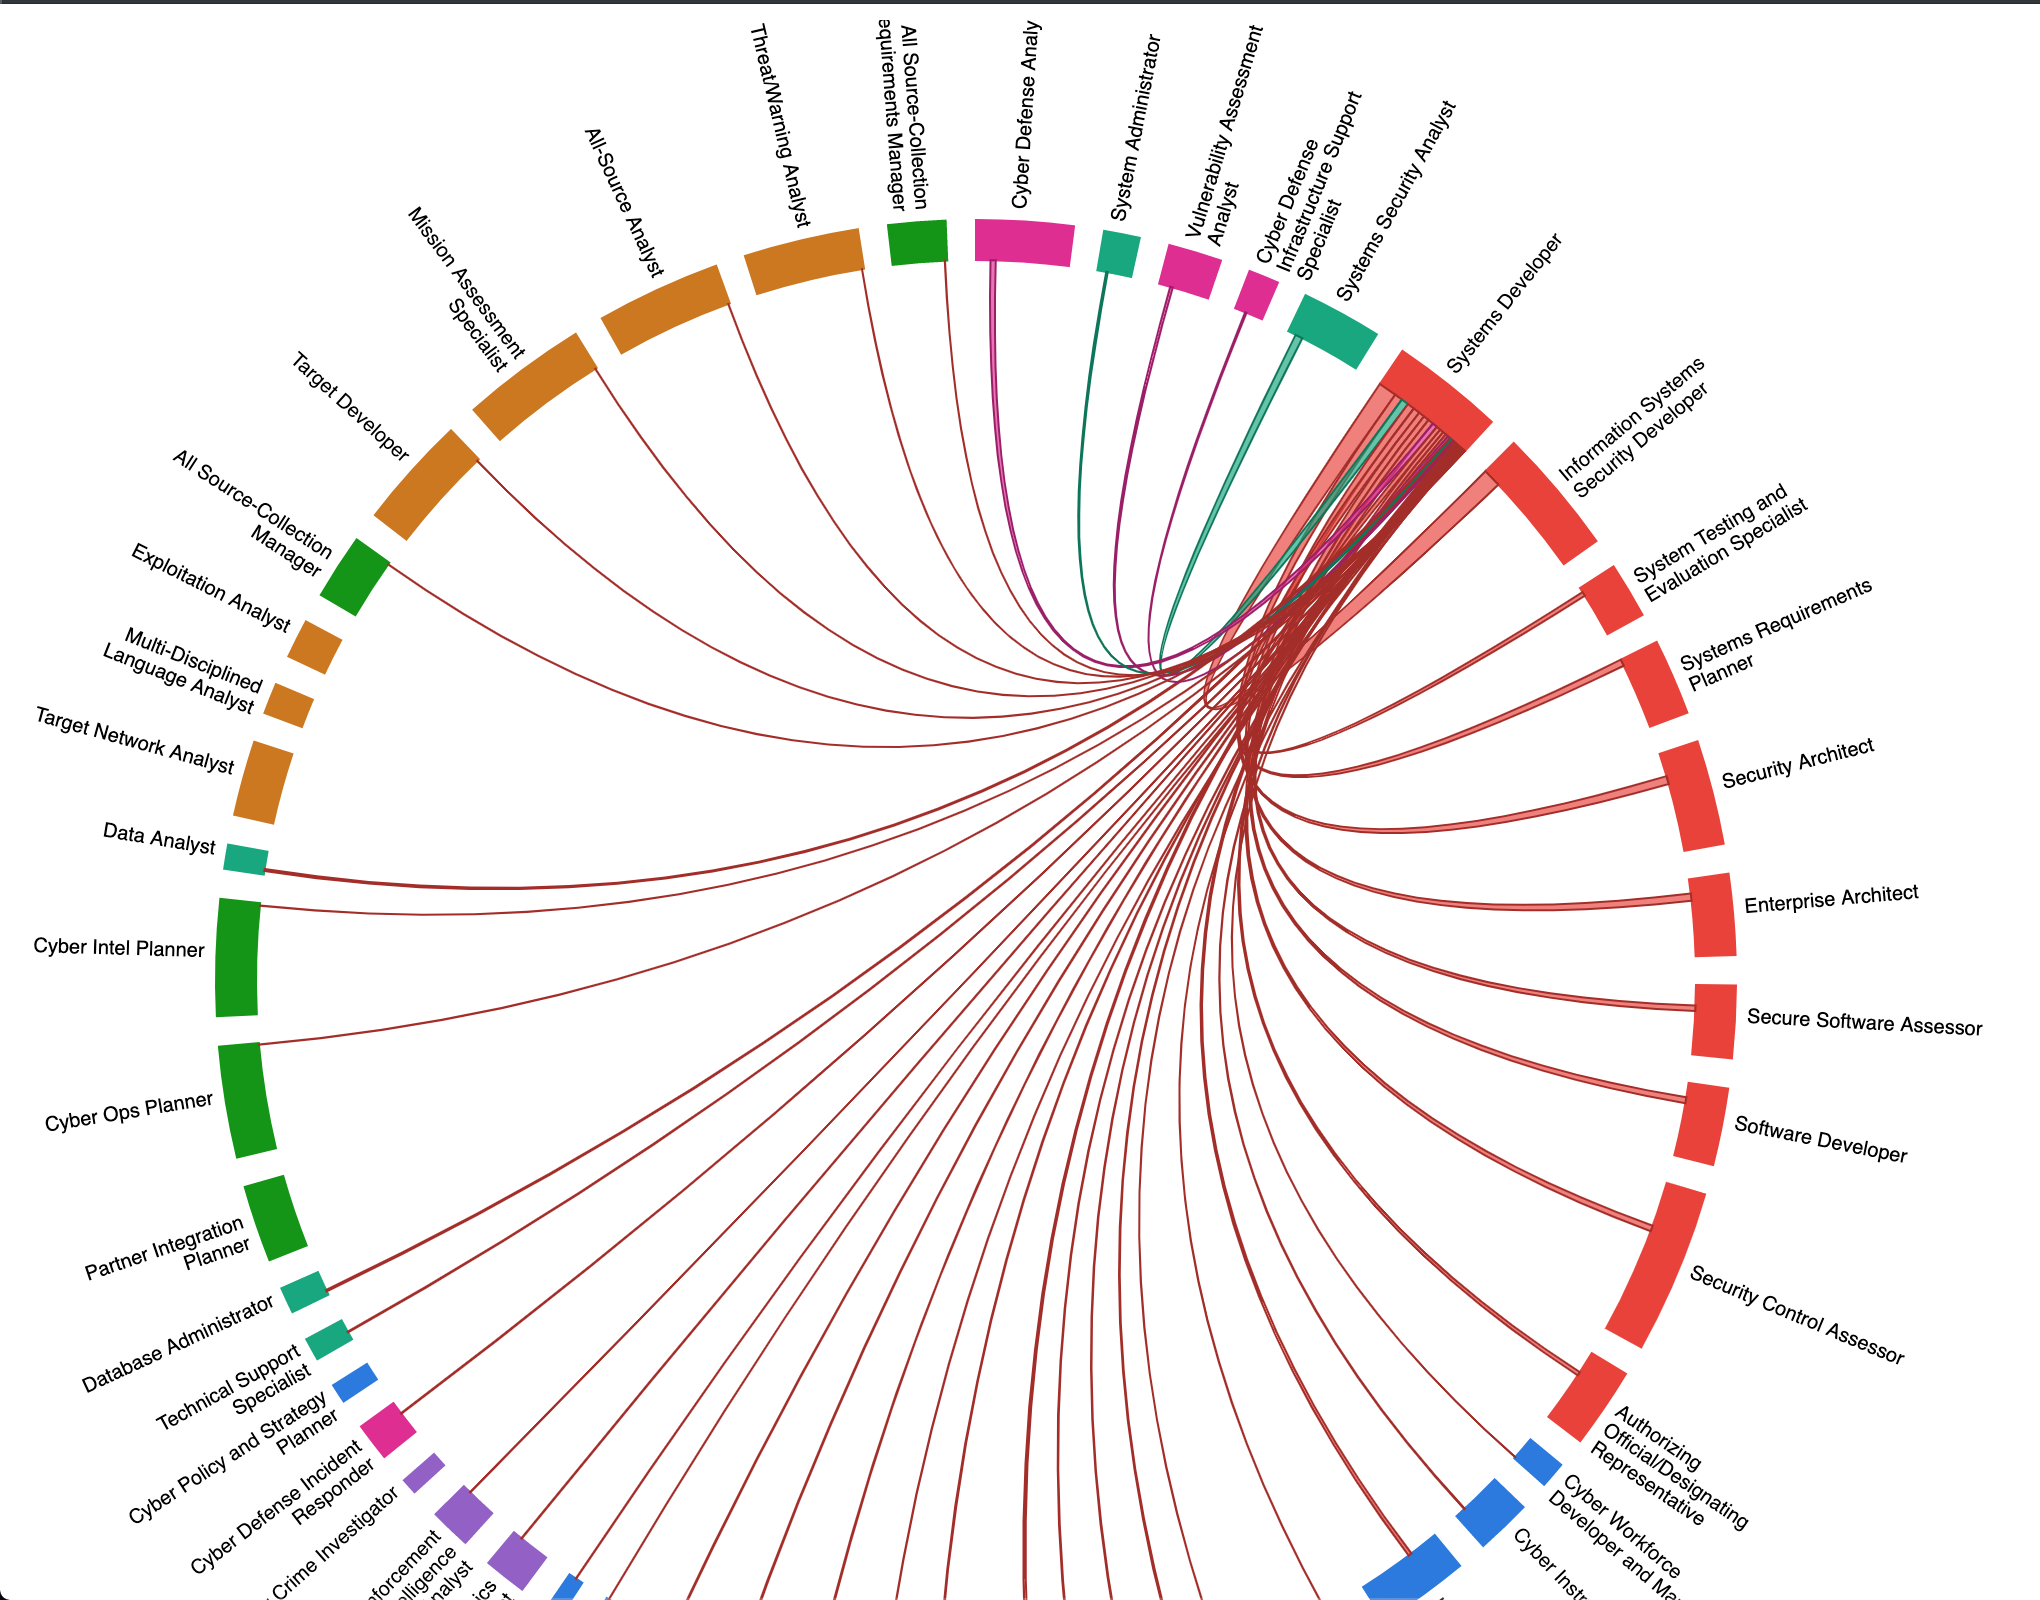 All Source-Collection
equirements Manager
Cyber Defense Analy
System Administrator
Vulnerability Assessment
Analyst
Cyber Defense
Infrastructure Support
Specialist
Systems Security Analyst
Systems Developer
Information Systems
Security Developer
System Testing and
Evaluation Specialist
Systems Requirements
Planner
Security Architect
Enterprise Architect
Secure Software Assessor
Software Developer
Security Control Assessor
Authorizing
Official/Designating
Representative
Cyber Workforce
Developer and Ma
Cyber Instr
Threat/Warning Analyst
All-Source Analyst
Mission Assessment
Specialist
Target Developer
All Source-Collection
Manager
Exploitation Analyst
Multi-Disciplined
Language Analyst
Target Network Analyst
Data Analyst
Cyber Intel Planner
Cyber Ops Planner
Partner Integration
Planner
Database Administrator
Technical Support
Specialist
Cyber Policy and Strategy
Planner
Cyber Defense Incident
Responder
Crime Investigator
nforcement
elligence
nalyst
ics